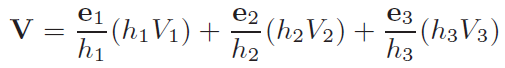 V = e₁/h₁ (h₁V₁) + e₂/h₂ (h₂V₂) + e₃/h₃ (h₃V₃)